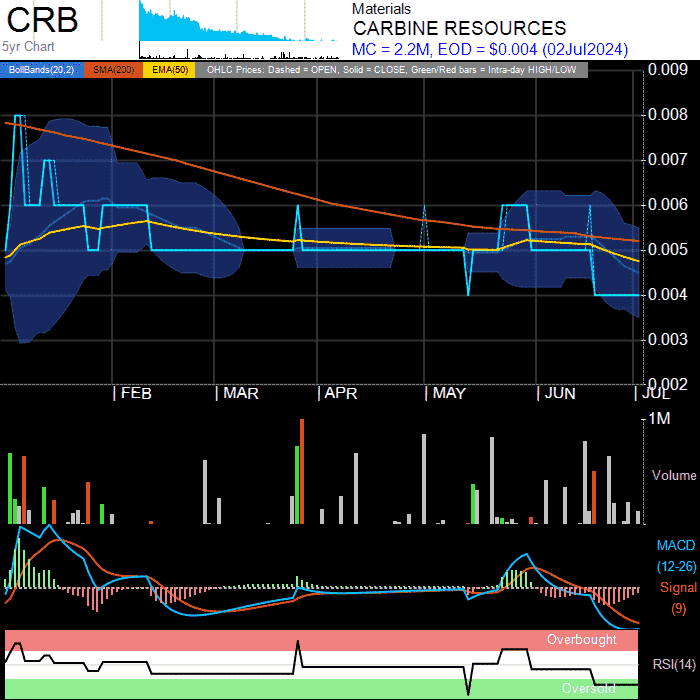 CRB
5yr Chart
Materials
CARBINE RESOURCES
MC = 2.2M, EOD = $0.004 (02Jul2024)
BollBands(20,2) SMA(200) EMA(50) OHLC Prices: Dashed = OPEN, Solid = CLOSE, Green/Red bars = Intra-day HIGH/LOW
0.009
0.008
0.007
0.006
0.005
0.004
0.003
0.002
FEB MAR APR MAY JUN JUL
1M
Volume
MACD
(12-26)
Signal
(9)
Overbought
RSI(14)
Oversold